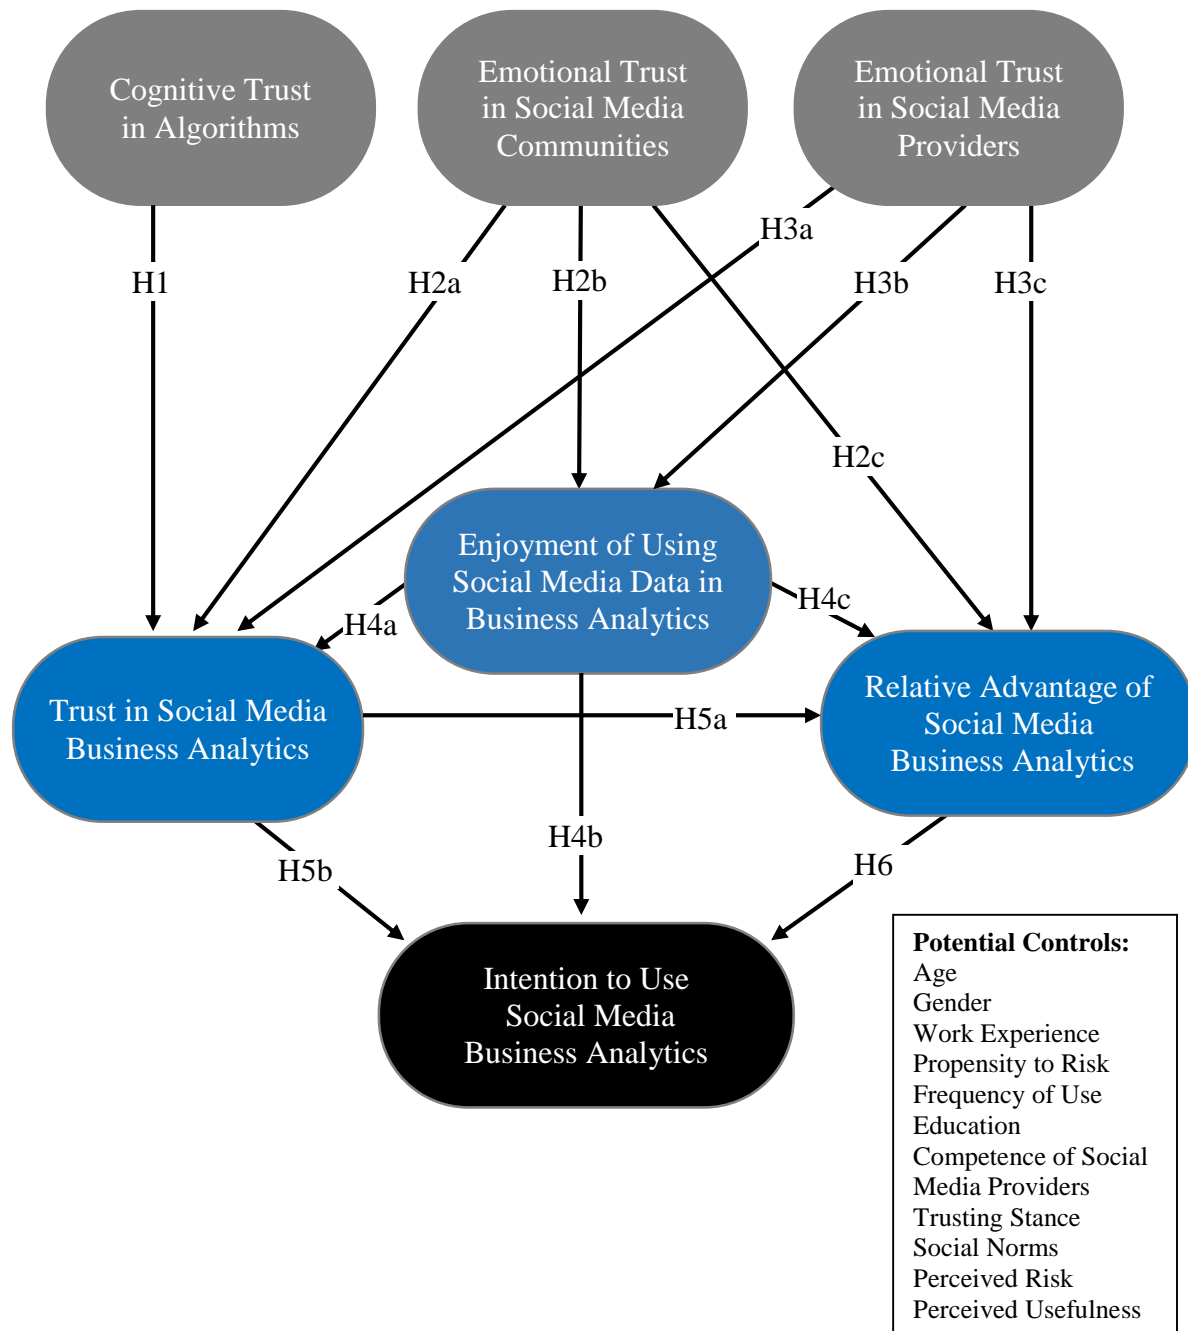 Cognitive Trust
in Algorithms
Emotional Trust
in Social Media
Communities
Emotional Trust
in Social Media
Providers
H3a
H1
H2a
H2b
H3b
H3c
H2c
Enjoyment of Using
Social Media Data in
Business Analytics
H4a
H4c
Trust in Social Media
Business Analytics
H5a
Relative Advantage of
Social Media
Business Analytics
H4b
H5b
H6
Intention to Use
Social Media
Business Analytics
Potential Controls:
Age
Gender
Work Experience
Propensity to Risk
Frequency of Use
Education
Competence of Social
Media Providers
Trusting Stance
Social Norms
Perceived Risk
Perceived Usefulness